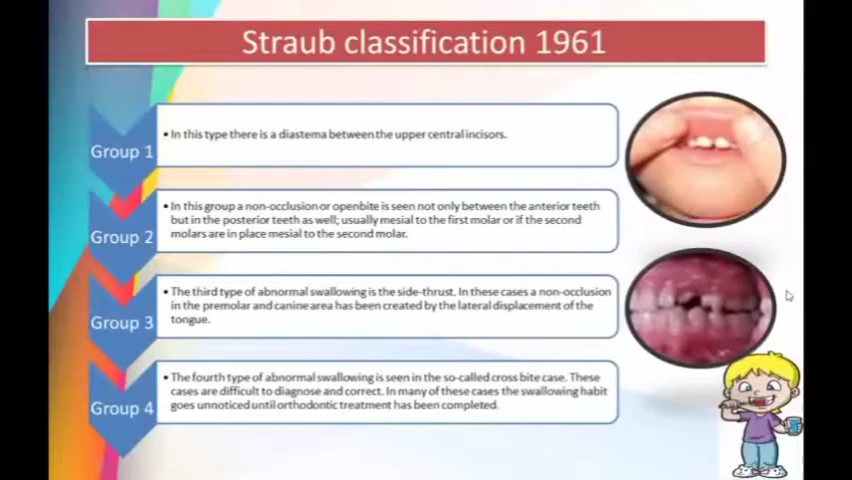 Straub classification 1961
Group 1
• In this type there is a diastema between the upper central incisors.
Group 2
• In this group a non-occlusion or openbite is seen not only between the anterior teeth
but in the posterior teeth as well; usually mesial to the first molar or if the second
molars are in place mesial to the second molar.
Group 3
• The third type of abnormal swallowing is the side-thrust. In these cases a non-occlusion
in the premolar and canine area has been created by the lateral displacement of the
tongue.
Group 4
• The fourth type of abnormal swallowing is seen in the so-called cross bite case. These
cases are difficult to diagnose and correct. In many of these cases the swallowing habit
goes unnoticed until orthodontic treatment has been completed.